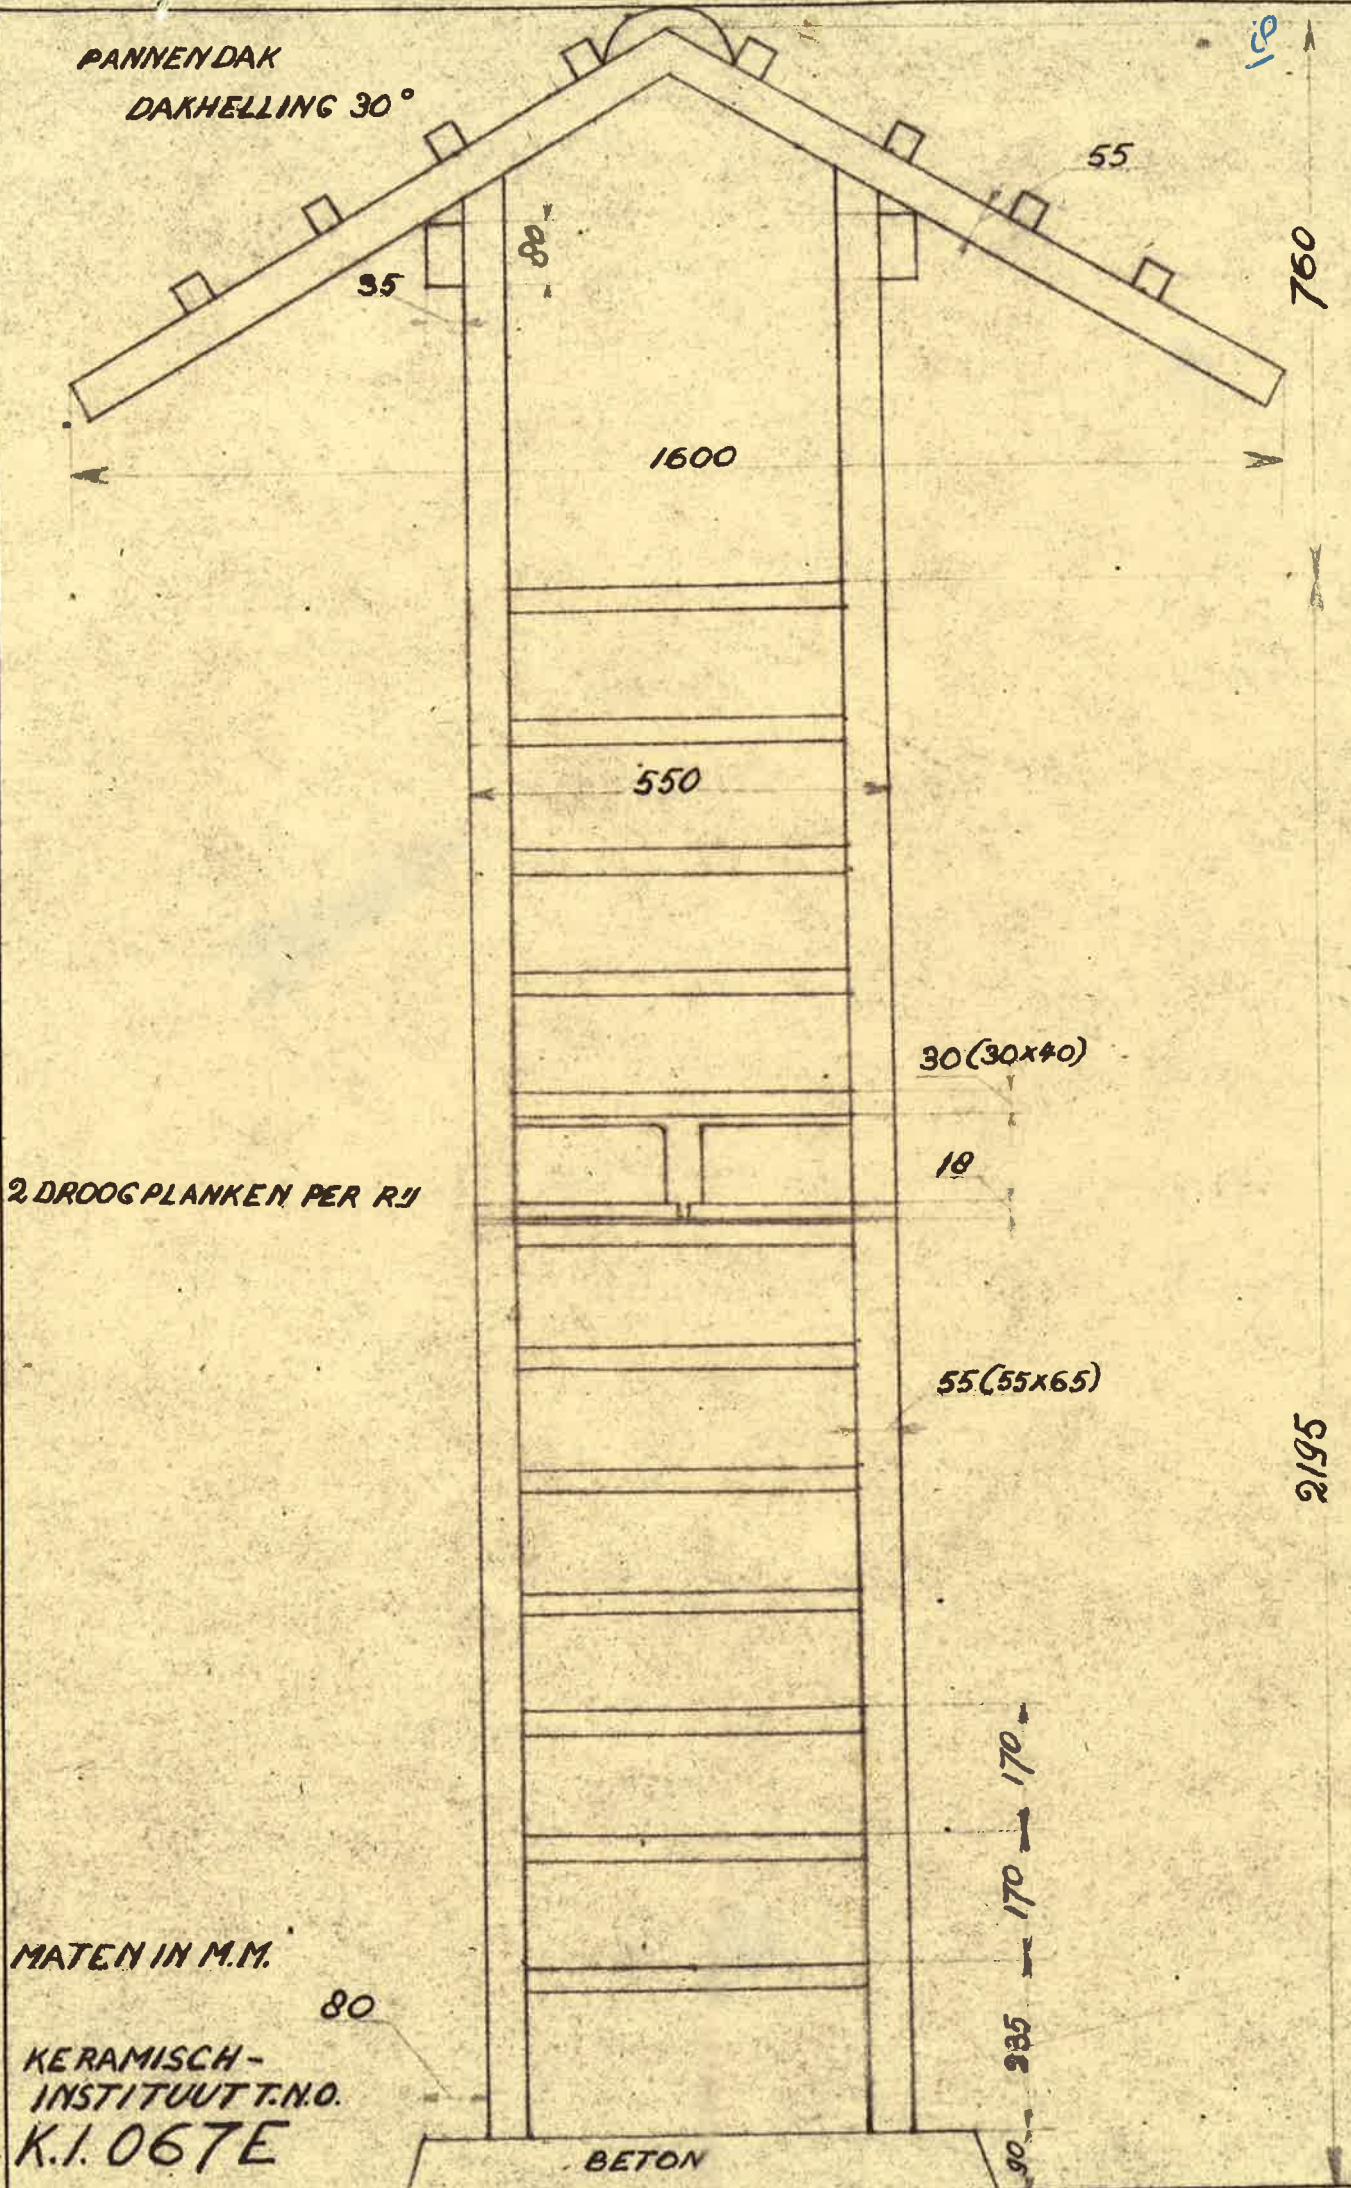 PANNENDAK
DAKHELLING 30°
55
80
35
760
1600
550
30(30x40)
18
2 DROOGPLANKEN PER RIJ
55(55x65)
2195
170
170
MATEN IN M.M.
80
235
KERAMISCH-
INSTITUUT T.N.O.
K.I. 067E
BETON
90